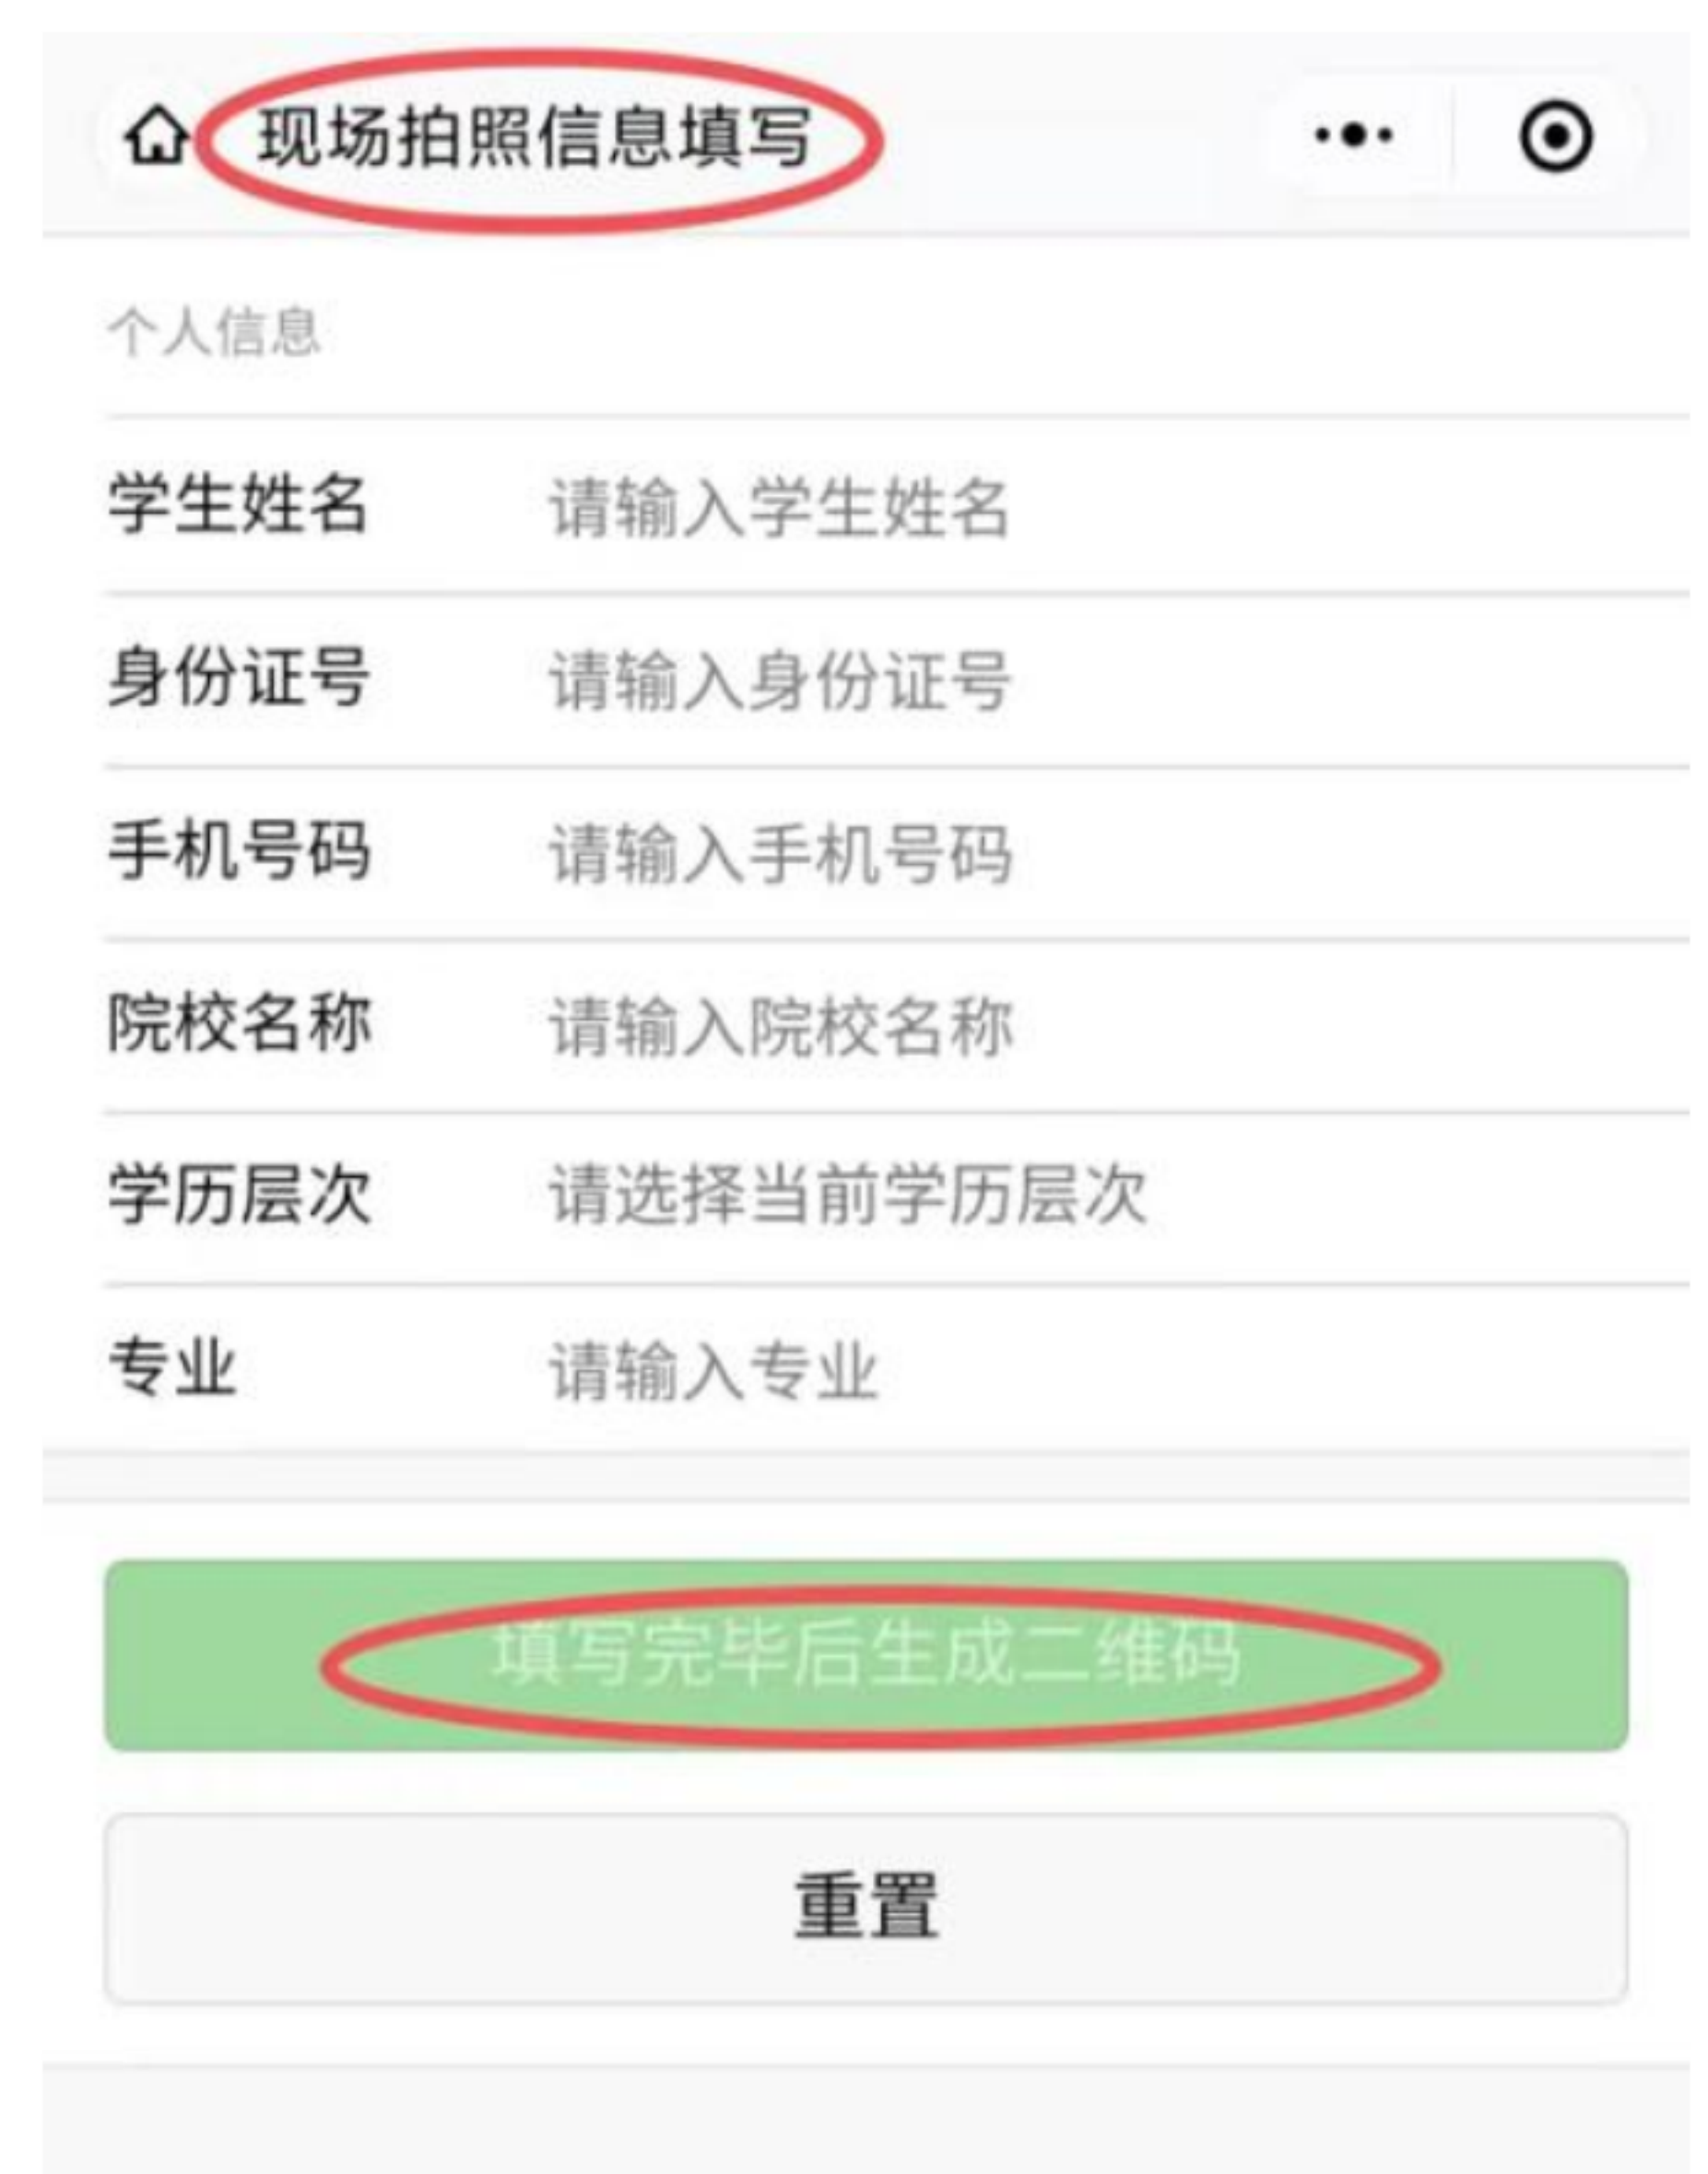 现场拍照信息填写
个人信息
学生姓名 请输入学生姓名
身份证号 请输入身份证号
手机号码 请输入手机号码
院校名称 请输入院校名称
学历层次 请选择当前学历层次
专业 请输入专业
填写完毕后生成二维码
重置